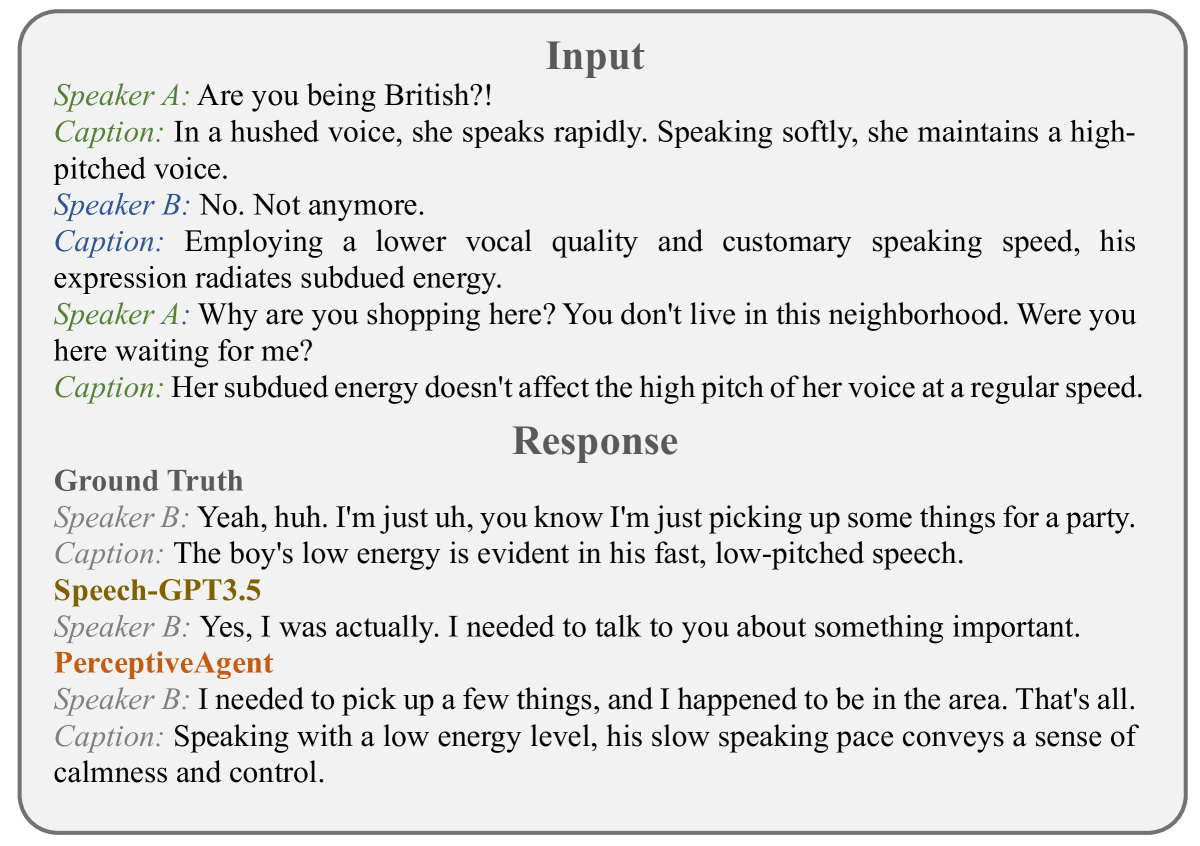 Input
Speaker A: Are you being British?!
Caption: In a hushed voice, she speaks rapidly. Speaking softly, she maintains a high-
pitched voice.
Speaker B: No. Not anymore.
Caption: Employing a lower vocal quality and customary speaking speed, his
expression radiates subdued energy.
Speaker A: Why are you shopping here? You don't live in this neighborhood. Were you
here waiting for me?
Caption: Her subdued energy doesn't affect the high pitch of her voice at a regular speed.
Response
Ground Truth
Speaker B: Yeah, huh. I'm just uh, you know I'm just picking up some things for a party.
Caption: The boy's low energy is evident in his fast, low-pitched speech.
Speech-GPT3.5
Speaker B: Yes, I was actually. I needed to talk to you about something important.
PerceptiveAgent
Speaker B: I needed to pick up a few things, and I happened to be in the area. That's all.
Caption: Speaking with a low energy level, his slow speaking pace conveys a sense of
calmness and control.